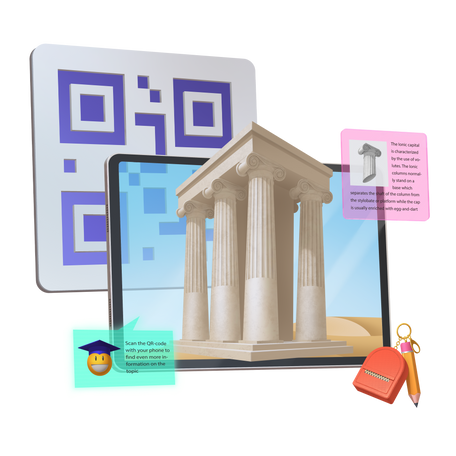 The Ionic capital
is characterized
by the use of vo-
lutes. The Ionic
columns normal-
ly stand on a
base which
separates the shaft of the column from
the stylobate or platform while the cap
is usually enriched with egg-and-dart
Scan the QR-code
with your phone to
find even more in-
formation on the
topic.